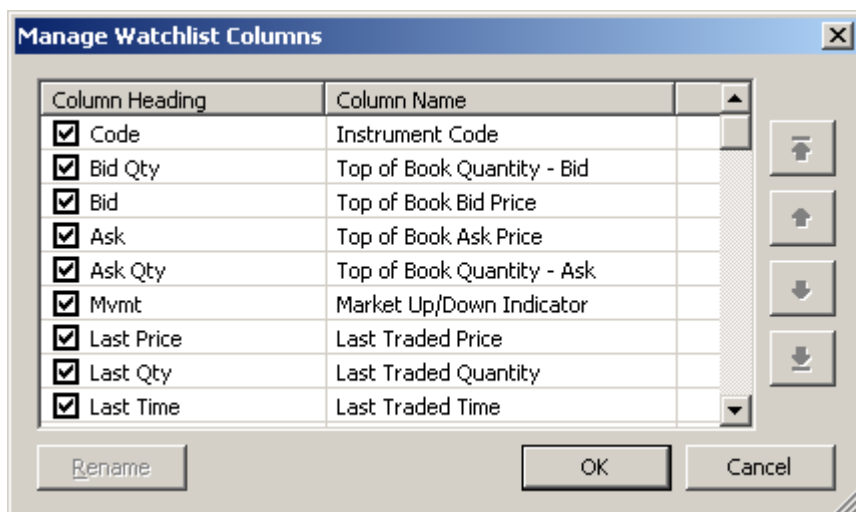 Manage Watchlist Columns
Column Heading Column Name
Code Instrument Code
Bid Qty Top of Book Quantity - Bid
Bid Top of Book Bid Price
Ask Top of Book Ask Price
Ask Qty Top of Book Quantity - Ask
Mvmt Market Up/Down Indicator
Last Price Last Traded Price
Last Qty Last Traded Quantity
Last Time Last Traded Time
Rename OK Cancel